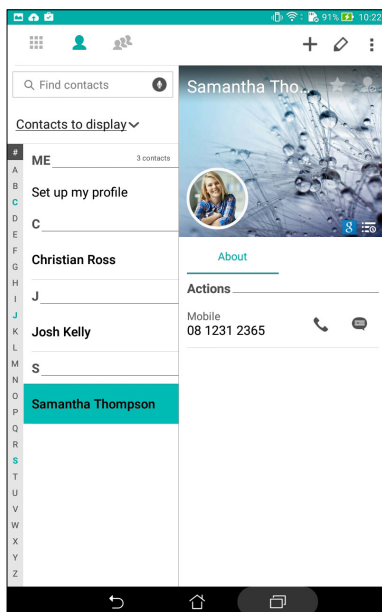 91% 10:22
Find contacts
Contacts to display
#
A
B
C
D
E
F
G
H
I
J
K
L
M
N
O
P
Q
R
S
T
U
V
W
X
Y
Z
ME 3 contacts
Set up my profile
C
Christian Ross
J
Josh Kelly
S
Samantha Thompson
Samantha Tho...
8
About
Actions
Mobile
08 1231 2365